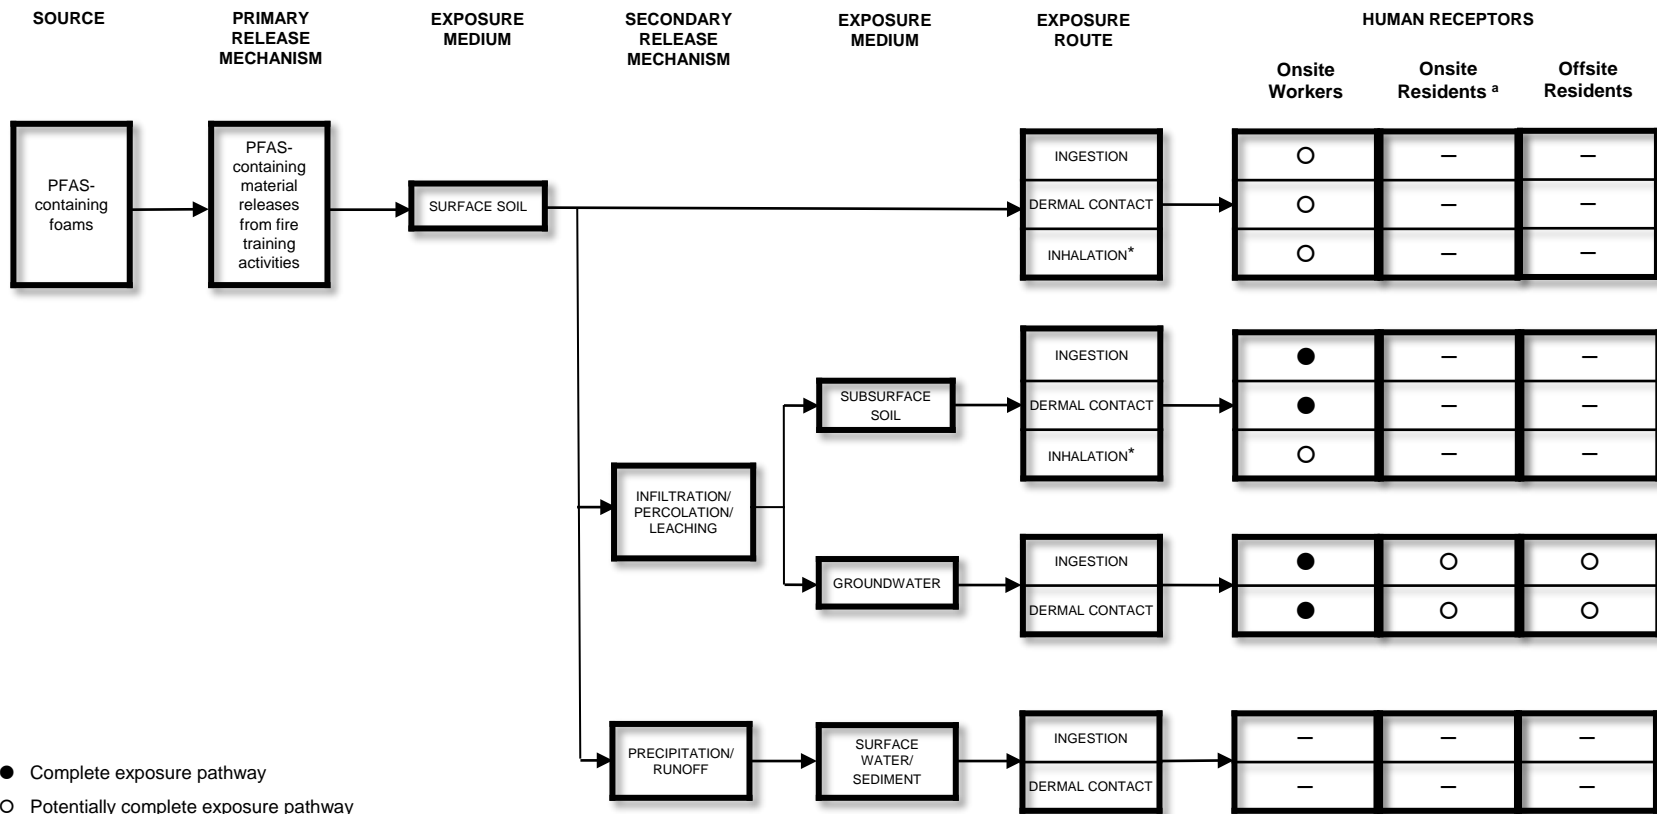 SOURCE
PRIMARY
RELEASE
MECHANISM
EXPOSURE
MEDIUM
SECONDARY
RELEASE
MECHANISM
EXPOSURE
MEDIUM
EXPOSURE
ROUTE
HUMAN RECEPTORS
Onsite
Workers
Onsite
Residents ᵃ
Offsite
Residents
PFAS-
containing
foams
PFAS-
containing
material
releases
from fire
training
activities
SURFACE SOIL
INGESTION
○ – –
DERMAL CONTACT
○ – –
INHALATION*
○ – –
SUBSURFACE
SOIL
INGESTION
● – –
DERMAL CONTACT
● – –
INHALATION*
○ – –
INFILTRATION/
PERCOLATION/
LEACHING
GROUNDWATER
INGESTION
● ○ ○
DERMAL CONTACT
● ○ ○
PRECIPITATION/
RUNOFF
SURFACE
WATER/
SEDIMENT
INGESTION
– – –
DERMAL CONTACT
– – –
● Complete exposure pathway
○ Potentially complete exposure pathway